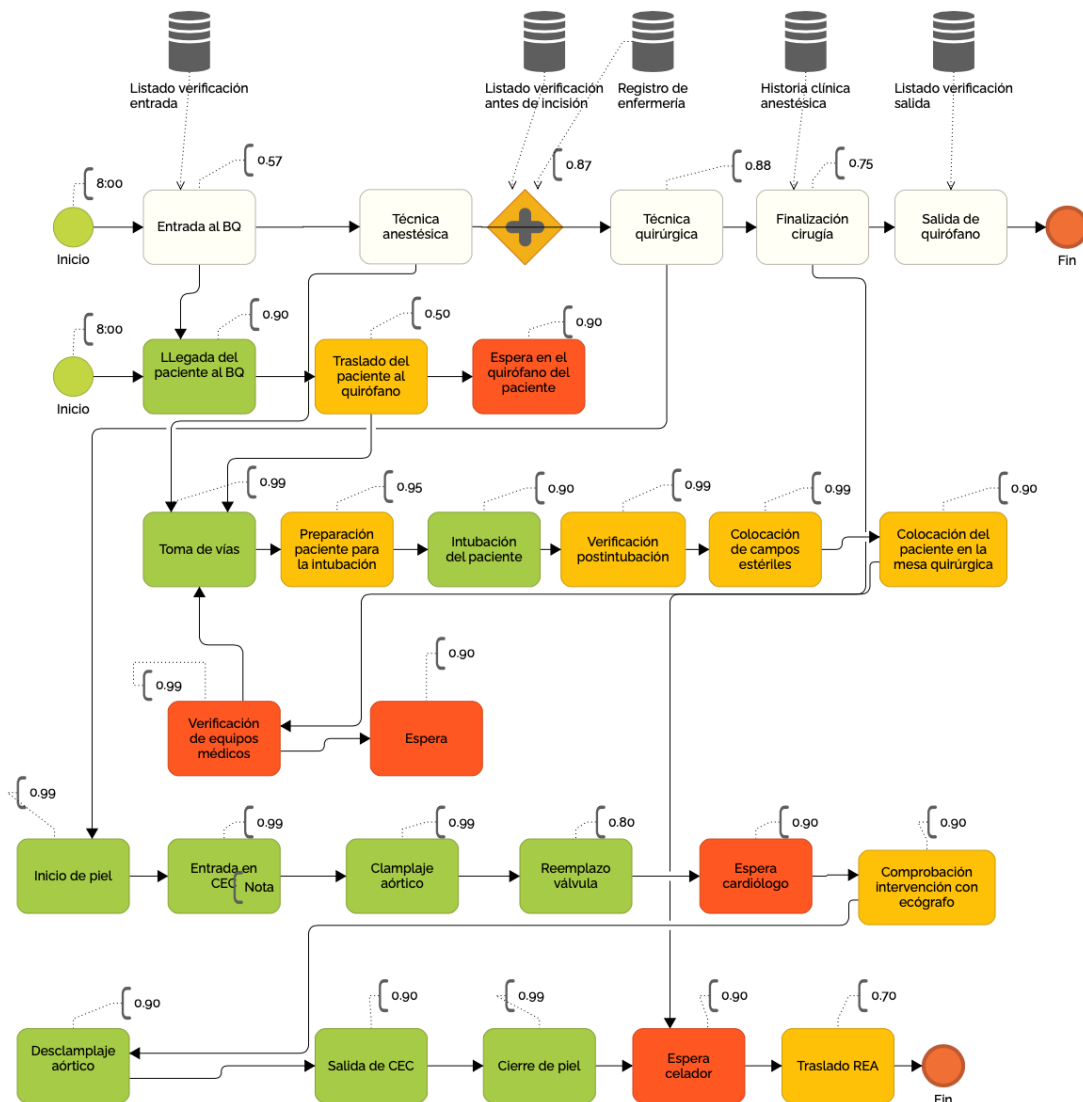 Listado verificación
entrada
Listado verificación
antes de incisión
Registro de
enfermería
Historia clínica
anestésica
Listado verificación
salida
8:00
0.57
0.87
0.88
0.75
Inicio
Entrada al BQ
Técnica
anestésica
Técnica
quirúrgica
Finalización
cirugía
Salida de
quirófano
Fin
8:00
0.90
0.50
0.90
Inicio
LLegada del
paciente al BQ
Traslado del
paciente al
quirófano
Espera en el
quirófano del
paciente
0.99
0.95
0.90
0.99
0.99
0.90
Toma de vías
Preparación
paciente para
la intubación
Intubación
del paciente
Verificación
postintubación
Colocación
de campos
estériles
Colocación del
paciente en la
mesa quirúrgica
0.99
0.90
Verificación
de equipos
médicos
Espera
0.99
0.99
0.99
0.80
0.90
0.90
Inicio de piel
Entrada en
CEC
Nota
Clamplaje
aórtico
Reemplazo
válvula
Espera
cardiólogo
Comprobación
intervención con
ecógrafo
0.90
0.90
0.99
0.90
0.70
Desclamplaje
aórtico
Salida de CEC
Cierre de piel
Espera
celador
Traslado REA
Fin